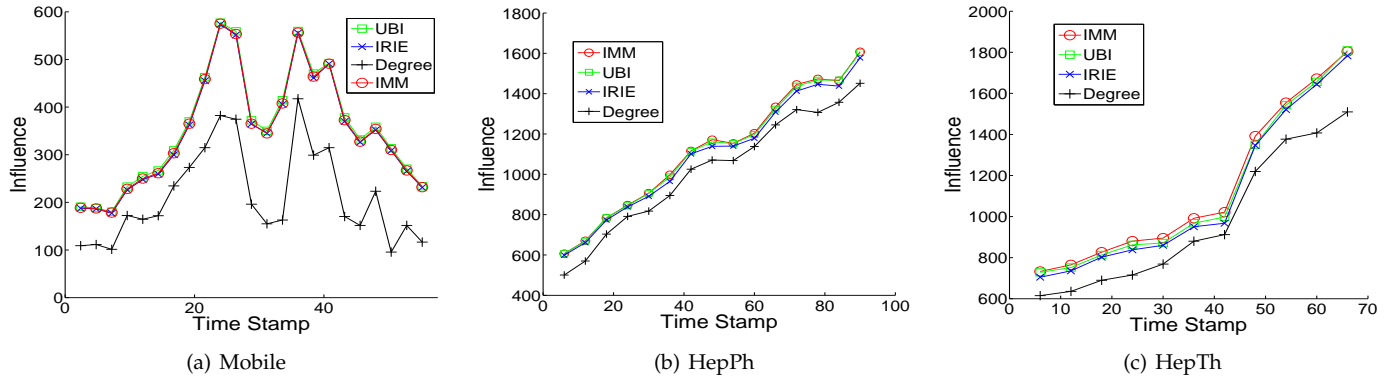 600
500
400
300
200
100
0
Influence
0
20
40
Time Stamp
UBI
IRIE
Degree
IMM
(a) Mobile
1800
1600
1400
1200
1000
800
600
400
Influence
0
20
40
60
80
100
Time Stamp
IMM
UBI
IRIE
Degree
(b) HepPh
2000
1800
1600
1400
1200
1000
800
600
Influence
0
10
20
30
40
50
60
70
Time Stamp
IMM
UBI
IRIE
Degree
(c) HepTh